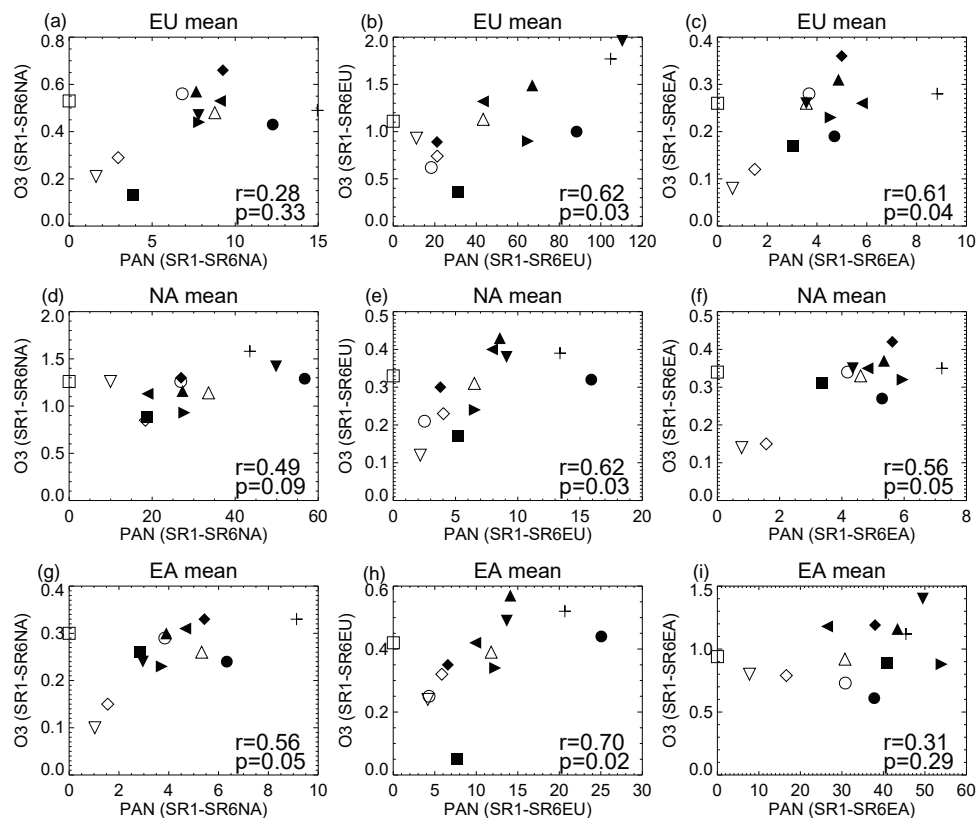 (a) EU mean
0.8
0.6
0.4
0.2
0.0
O3 (SR1-SR6NA)
r=0.28
p=0.33
0 5 10 15
PAN (SR1-SR6NA)
(b) EU mean
2.0
1.5
1.0
0.5
0.0
O3 (SR1-SR6EU)
r=0.62
p=0.03
0 20 40 60 80 100 120
PAN (SR1-SR6EU)
(c) EU mean
0.4
0.3
0.2
0.1
0.0
O3 (SR1-SR6EA)
r=0.61
p=0.04
0 2 4 6 8 10
PAN (SR1-SR6EA)
(d) NA mean
2.0
1.5
1.0
0.5
0.0
O3 (SR1-SR6NA)
r=0.49
p=0.09
0 20 40 60
PAN (SR1-SR6NA)
(e) NA mean
0.5
0.4
0.3
0.2
0.1
0.0
O3 (SR1-SR6EU)
r=0.62
p=0.03
0 5 10 15 20
PAN (SR1-SR6EU)
(f) NA mean
0.5
0.4
0.3
0.2
0.1
0.0
O3 (SR1-SR6EA)
r=0.56
p=0.05
0 2 4 6 8
PAN (SR1-SR6EA)
(g) EA mean
0.4
0.3
0.2
0.1
0.0
O3 (SR1-SR6NA)
r=0.56
p=0.05
0 2 4 6 8 10
PAN (SR1-SR6NA)
(h) EA mean
0.6
0.4
0.2
0.0
O3 (SR1-SR6EU)
r=0.70
p=0.02
0 5 10 15 20 25 30
PAN (SR1-SR6EU)
(i) EA mean
1.5
1.0
0.5
0.0
O3 (SR1-SR6EA)
r=0.31
p=0.29
0 10 20 30 40 50 60
PAN (SR1-SR6EA)